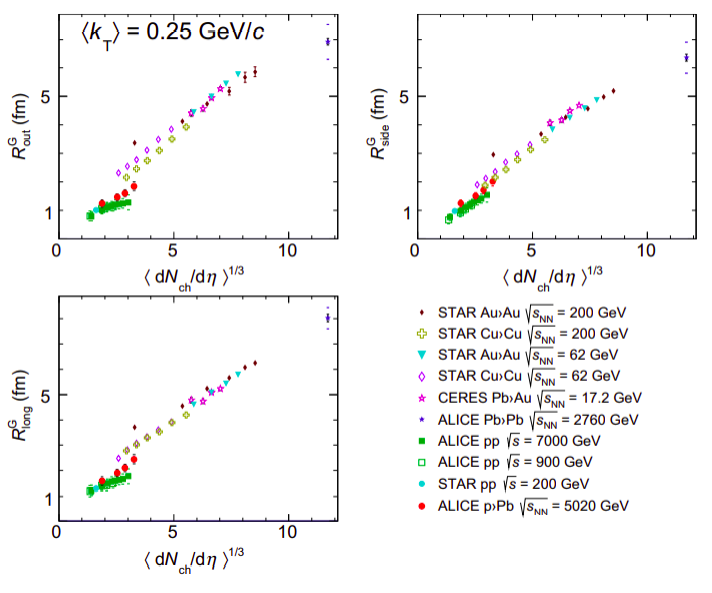 ⟨k_T⟩ = 0.25 GeV/c
R^G_out (fm)
5
1
0 5 10
⟨ dN_ch/dη ⟩^1/3
R^G_side (fm)
5
1
0 5 10
⟨ dN_ch/dη ⟩^1/3
R^G_long (fm)
5
1
0 5 10
⟨ dN_ch/dη ⟩^1/3
STAR Au›Au √s_NN = 200 GeV
STAR Cu›Cu √s_NN = 200 GeV
STAR Au›Au √s_NN = 62 GeV
STAR Cu›Cu √s_NN = 62 GeV
CERES Pb›Au √s_NN = 17.2 GeV
ALICE Pb›Pb √s_NN = 2760 GeV
ALICE pp √s = 7000 GeV
ALICE pp √s = 900 GeV
STAR pp √s = 200 GeV
ALICE p›Pb √s_NN = 5020 GeV